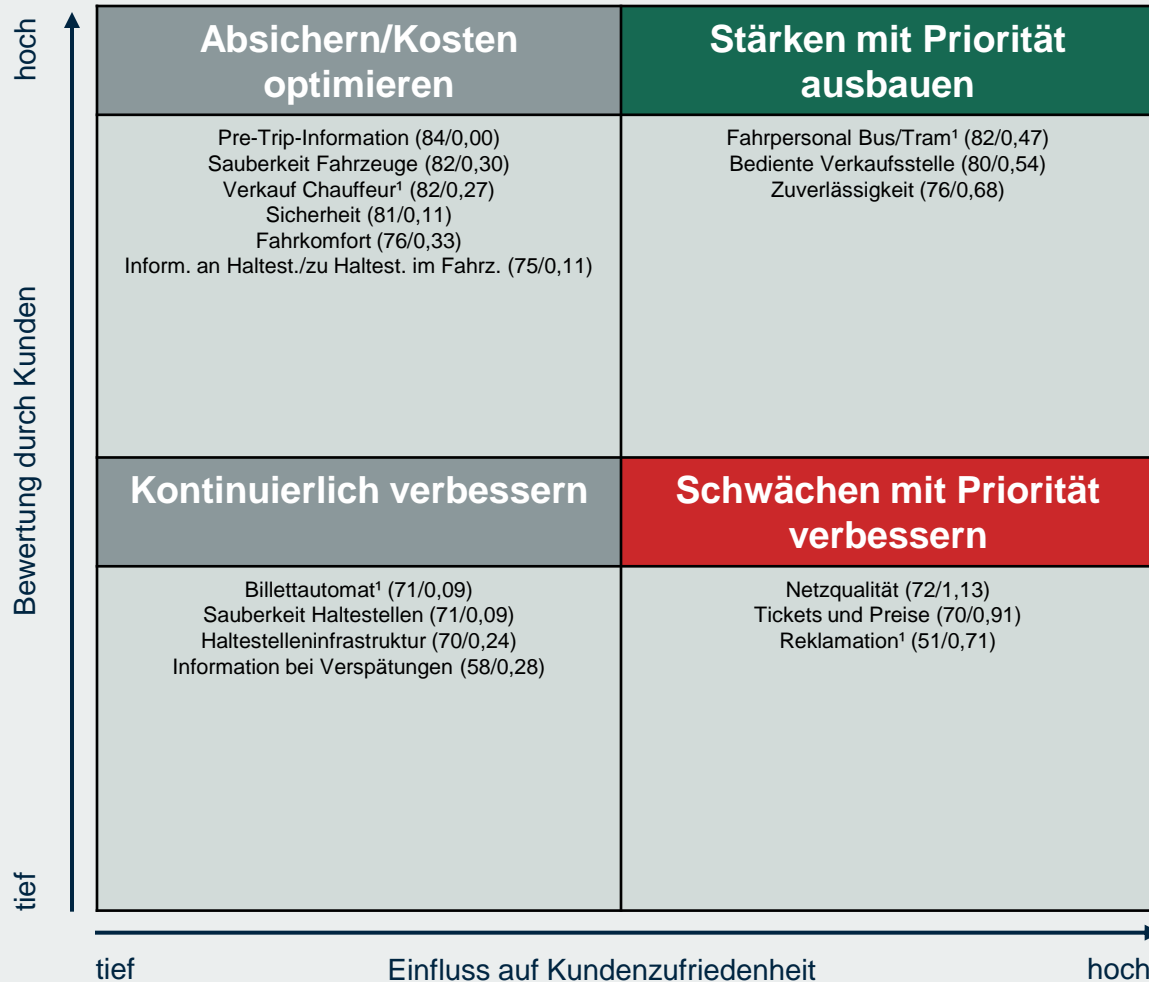 hoch
Bewertung durch Kunden
tief
Absichern/Kosten
optimieren
Pre-Trip-Information (84/0,00)
Sauberkeit Fahrzeuge (82/0,30)
Verkauf Chauffeur¹ (82/0,27)
Sicherheit (81/0,11)
Fahrkomfort (76/0,33)
Inform. an Haltest./zu Haltest. im Fahrz. (75/0,11)
Stärken mit Priorität
ausbauen
Fahrpersonal Bus/Tram¹ (82/0,47)
Bediente Verkaufsstelle (80/0,54)
Zuverlässigkeit (76/0,68)
Kontinuierlich verbessern
Billettautomat¹ (71/0,09)
Sauberkeit Haltestellen (71/0,09)
Haltestelleninfrastruktur (70/0,24)
Information bei Verspätungen (58/0,28)
Schwächen mit Priorität
verbessern
Netzqualität (72/1,13)
Tickets und Preise (70/0,91)
Reklamation¹ (51/0,71)
tief
Einfluss auf Kundenzufriedenheit
hoch